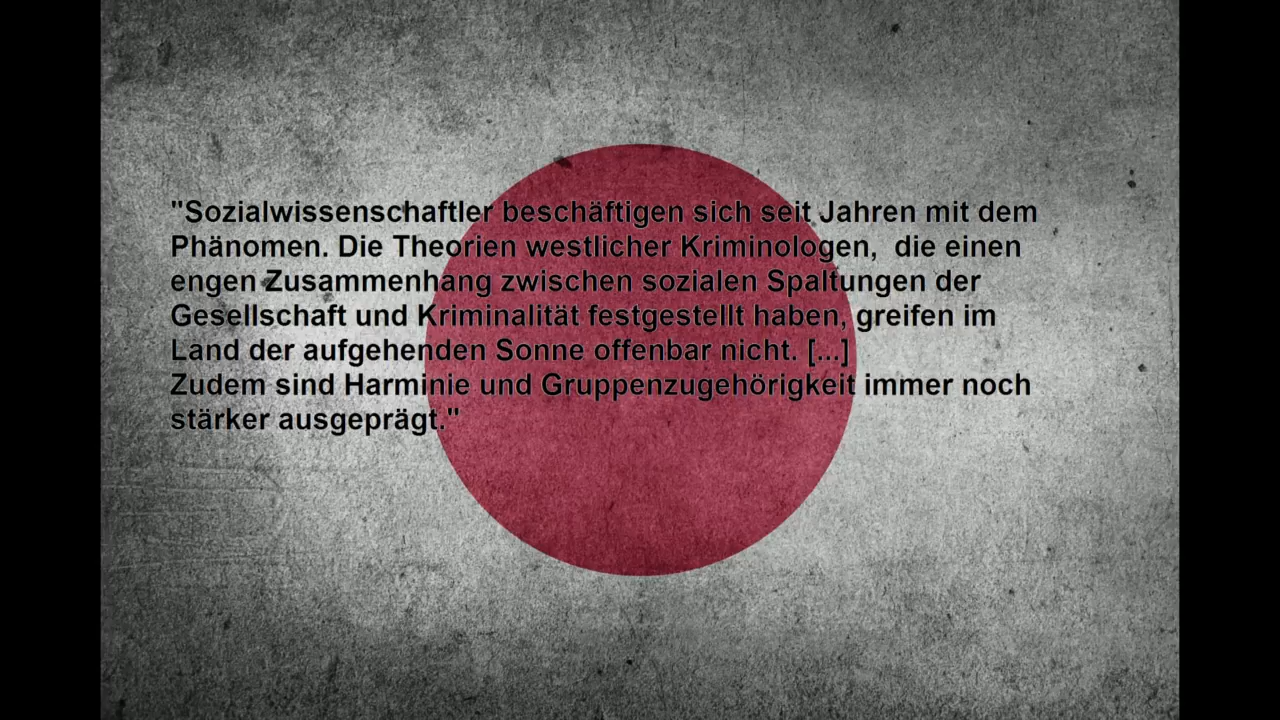 "Sozialwissenschaftler beschäftigen sich seit Jahren mit dem
Phänomen. Die Theorien westlicher Kriminologen,  die einen
engen Zusammenhang zwischen sozialen Spaltungen der
Gesellschaft und Kriminalität festgestellt haben, greifen im
Land der aufgehenden Sonne offenbar nicht. [...]
Zudem sind Harminie und Gruppenzugehörigkeit immer noch
stärker ausgeprägt."